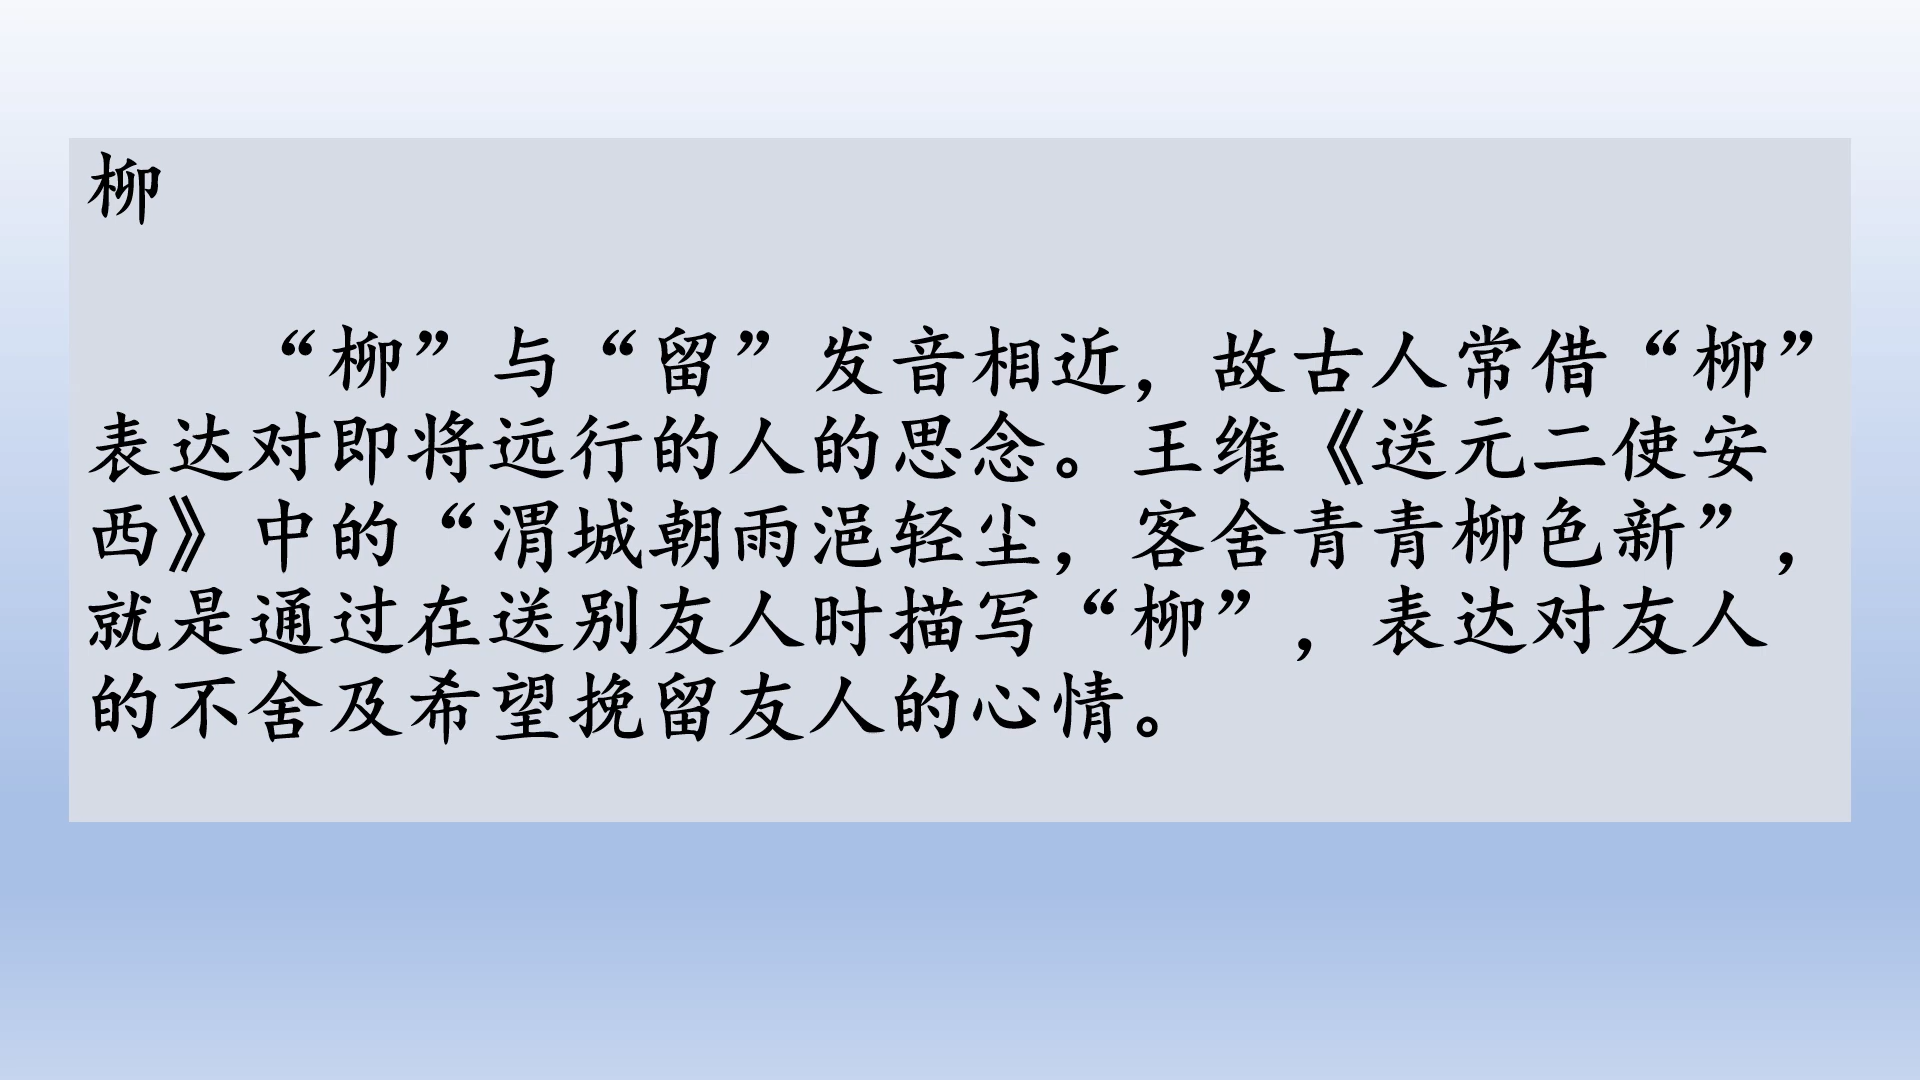 柳
“柳”与“留”发音相近，故古人常借“柳”
表达对即将远行的人的思念。王维《送元二使安
西》中的“渭城朝雨浥轻尘，客舍青青柳色新”，
就是通过在送别友人时描写“柳”，表达对友人
的不舍及希望挽留友人的心情。